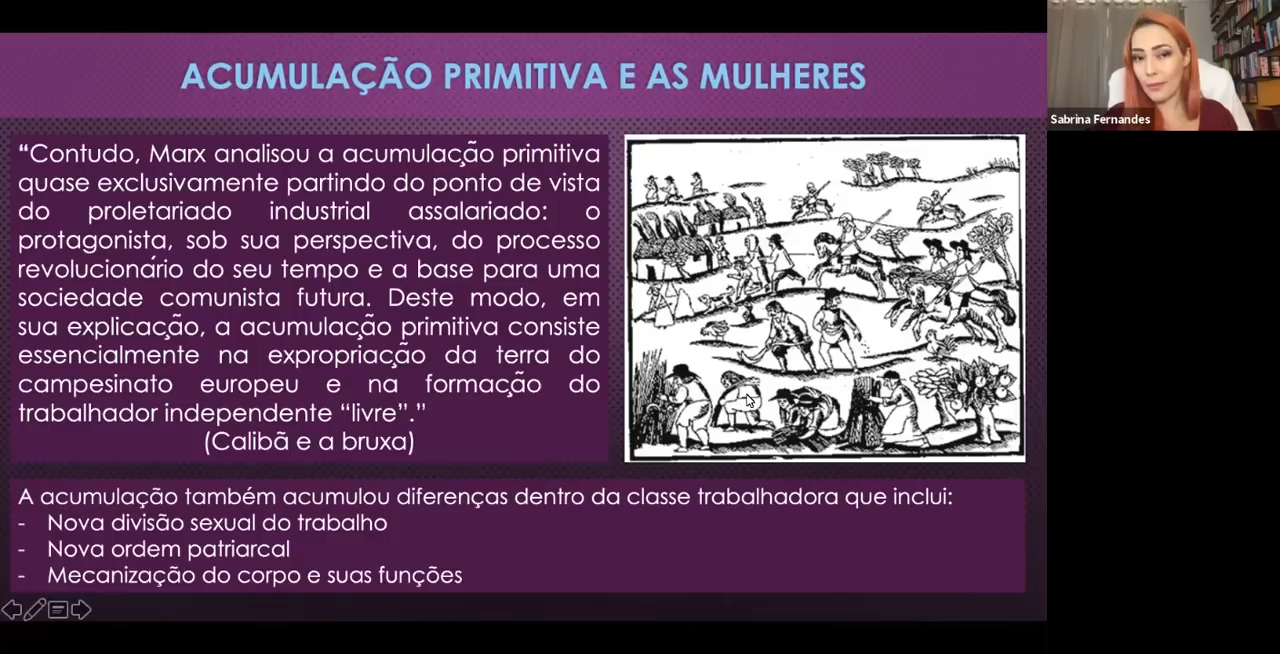 ACUMULAÇÃO PRIMITIVA E AS MULHERES
Sabrina Fernandes
“Contudo, Marx analisou a acumulação primitiva
quase exclusivamente partindo do ponto de vista
do proletariado industrial assalariado: o
protagonista, sob sua perspectiva, do processo
revolucionário do seu tempo e a base para uma
sociedade comunista futura. Deste modo, em
sua explicação, a acumulação primitiva consiste
essencialmente na expropriação da terra do
campesinato europeu e na formação do
trabalhador independente “livre”.”
(Calibã e a bruxa)
A acumulação também acumulou diferenças dentro da classe trabalhadora que inclui:
- Nova divisão sexual do trabalho
- Nova ordem patriarcal
- Mecanização do corpo e suas funções